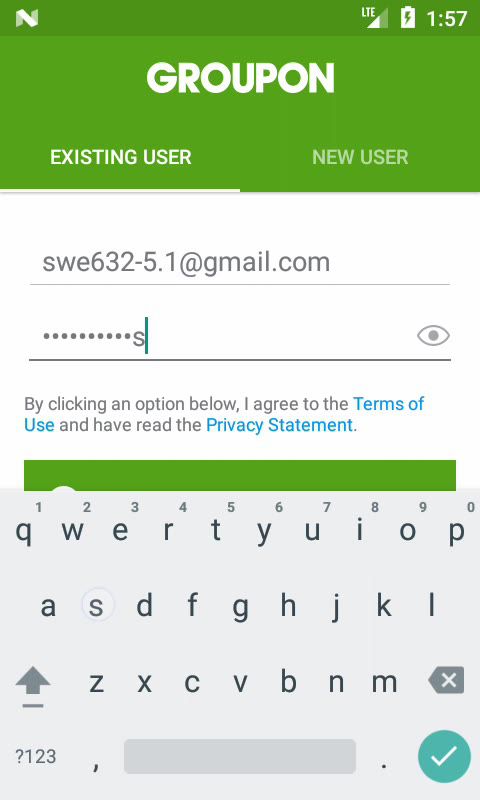 LTE 1:57
GROUPON
EXISTING USER NEW USER
swe632-5.1@gmail.com
••••••••••s
By clicking an option below, I agree to the Terms of
Use and have read the Privacy Statement.
1 2 3 4 5 6 7 8 9 0
q w e r t y u i o p
a s d f g h j k l
z x c v b n m
?123 , .